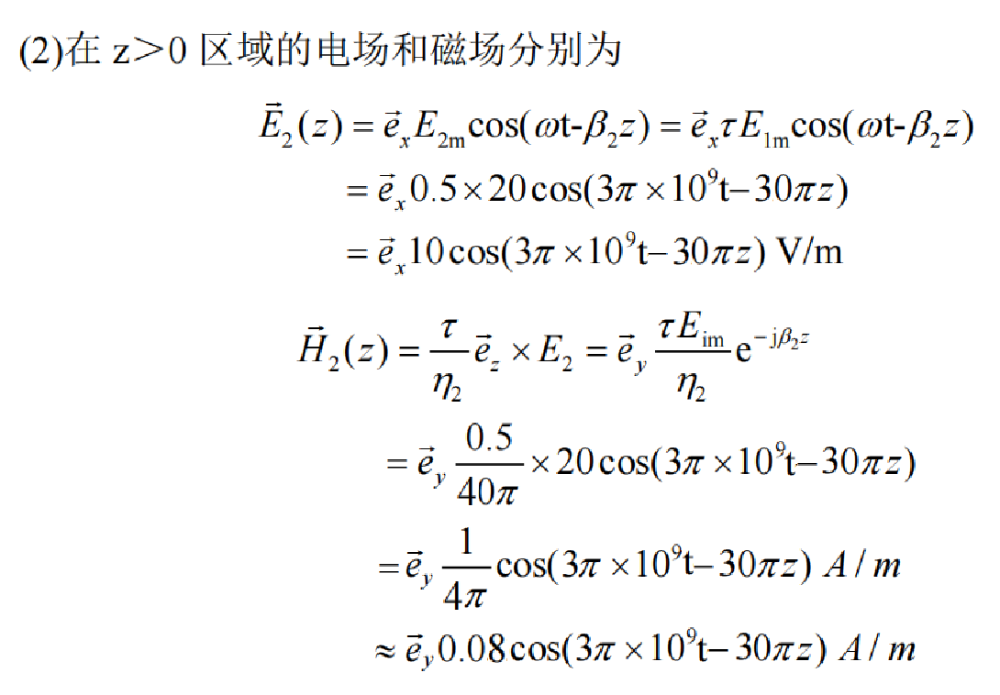 (2)在 z＞0 区域的电场和磁场分别为
$\vec{E}_2(z) = \vec{e}_x E_{2\mathrm{m}} \cos(\omega \mathrm{t} \text{-} \beta_2 z) = \vec{e}_x \tau E_{1\mathrm{m}} \cos(\omega \mathrm{t} \text{-} \beta_2 z)$
$= \vec{e}_x 0.5 \times 20 \cos(3\pi \times 10^9 \mathrm{t} – 30\pi z)$
$= \vec{e}_x 10 \cos(3\pi \times 10^9 \mathrm{t} – 30\pi z) \ \mathrm{V/m}$
$\vec{H}_2(z) = \frac{\tau}{\eta_2} \vec{e}_z \times E_2 = \vec{e}_y \frac{\tau E_{\mathrm{im}}}{\eta_2} \mathrm{e}^{-\mathrm{j}\beta_2 z}$
$= \vec{e}_y \frac{0.5}{40\pi} \times 20 \cos(3\pi \times 10^9 \mathrm{t} – 30\pi z)$
$= \vec{e}_y \frac{1}{4\pi} \cos(3\pi \times 10^9 \mathrm{t} – 30\pi z) \ A/m$
$\approx \vec{e}_y 0.08 \cos(3\pi \times 10^9 \mathrm{t} – 30\pi z) \ A/m$